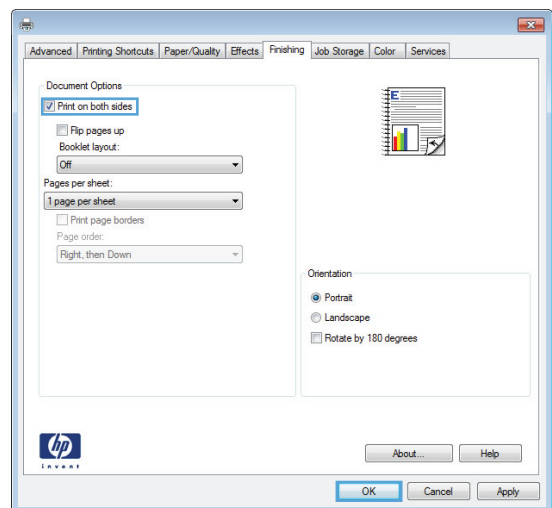 Advanced Printing Shortcuts Paper/Quality Effects Finishing Job Storage Color Services
Document Options
Print on both sides
Flip pages up
Booklet layout:
Off
Pages per sheet:
1 page per sheet
Print page borders
Page order:
Right, then Down
E
Orientation
Portrait
Landscape
Rotate by 180 degrees
hp
invent
About... Help
OK Cancel Apply